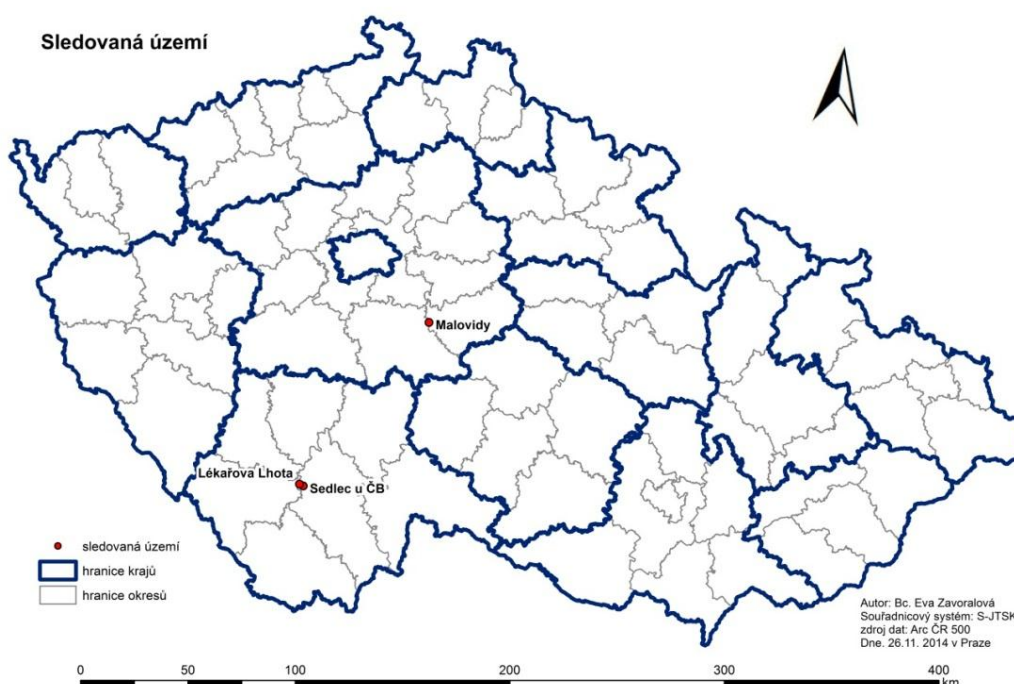 Sledovaná území
Malovidy
Lékařova Lhota
Sedlec u ČB
sledovaná území
hranice krajů
hranice okresů
Autor: Bc. Eva Zavoralová
Souřadnicový systém: S-JTSK
zdroj dat: Arc ČR 500
Dne. 26.11. 2014 v Praze
0 50 100 200 300 400
km